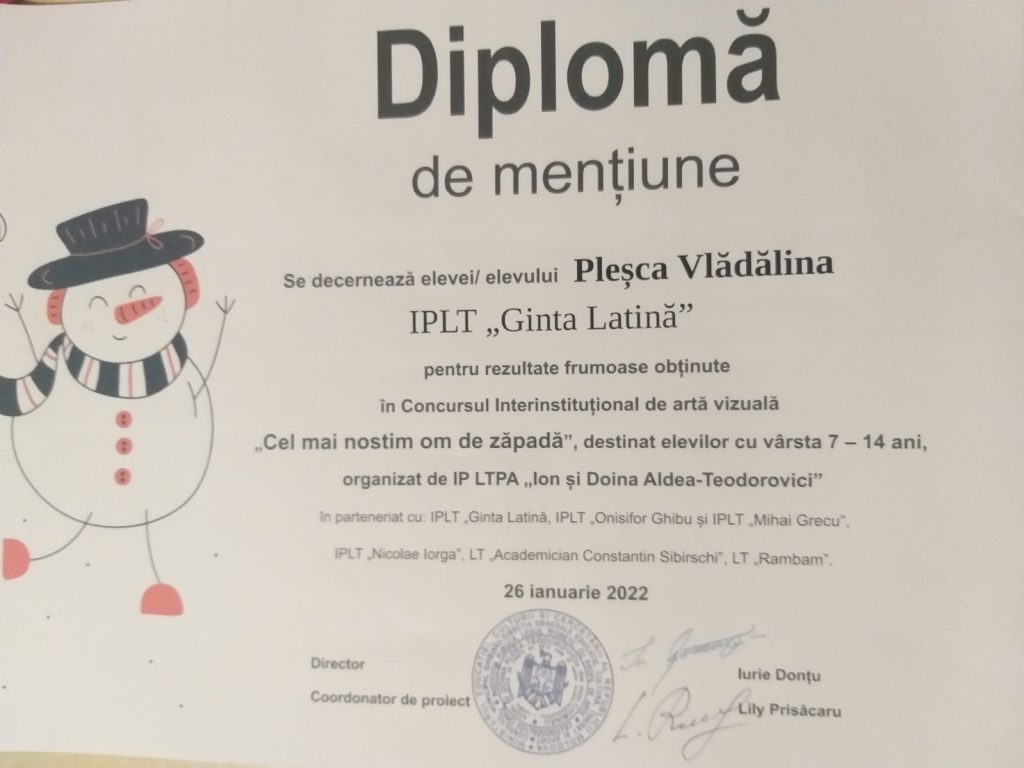 Diplomă
de mențiune
Se decernează elevei/ elevului Pleșca Vlădălina
IPLT „Ginta Latină”
pentru rezultate frumoase obținute
în Concursul Interinstituțional de artă vizuală
„Cel mai nostim om de zăpadă”, destinat elevilor cu vârsta 7 – 14 ani,
organizat de IP LTPA „Ion și Doina Aldea-Teodorovici”
în parteneriat cu: IPLT „Ginta Latină, IPLT „Onisifor Ghibu și IPLT „Mihai Grecu”,
IPLT „Nicolae Iorga”, LT „Academician Constantin Sibirschi”, LT „Rambam”.
26 ianuarie 2022
Director
Iurie Donțu
Coordonator de proiect
Lily Prisăcaru